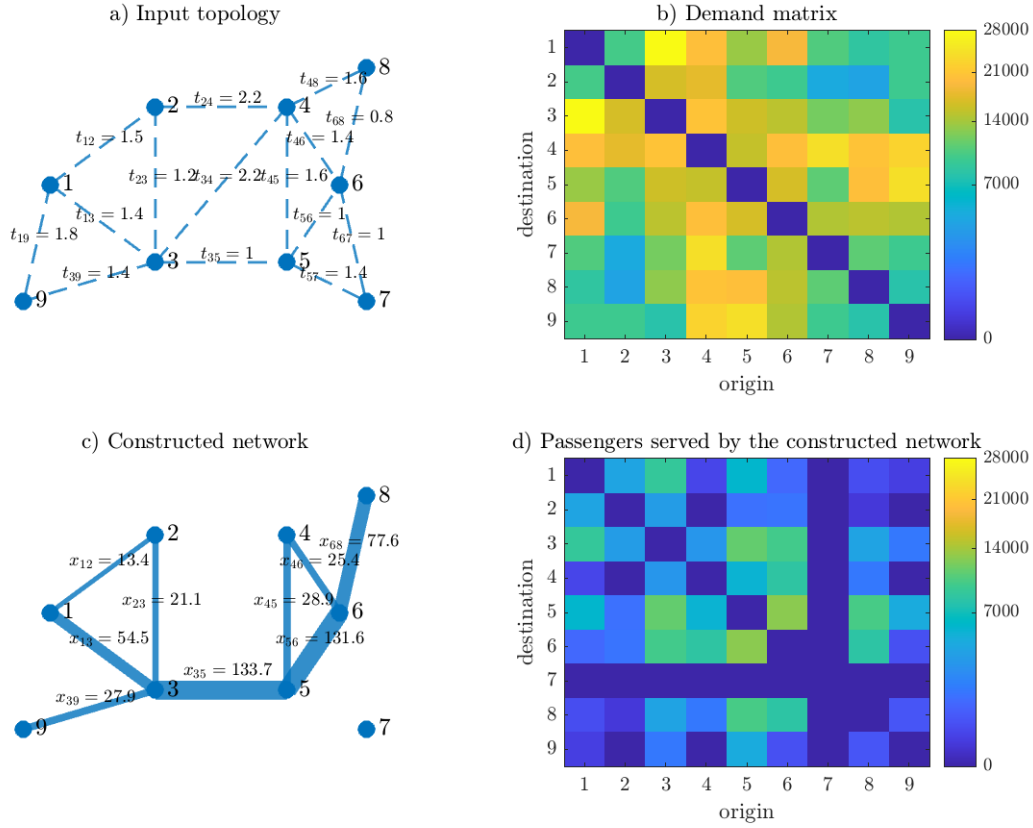 a) Input topology
8
t48 = 1.6
2
t24 = 2.2
4
t68 = 0.8
t12 = 1.5
t46 = 1.4
1
t23 = 1.2
t34 = 2.2
t45 = 1.6
6
t13 = 1.4
t56 = 1
t19 = 1.8
t67 = 1
3
t35 = 1
5
t39 = 1.4
t57 = 1.4
9
7
b) Demand matrix
destination
1
2
3
4
5
6
7
8
9
1 2 3 4 5 6 7 8 9
origin
28000
21000
14000
7000
0
c) Constructed network
8
2
4
x68 = 77.6
x12 = 13.4
x46 = 25.4
x23 = 21.1
x45 = 28.9
1
6
x13 = 54.5
x56 = 131.6
x35 = 133.7
3
5
x39 = 27.9
9
7
d) Passengers served by the constructed network
destination
1
2
3
4
5
6
7
8
9
1 2 3 4 5 6 7 8 9
origin
28000
21000
14000
7000
0